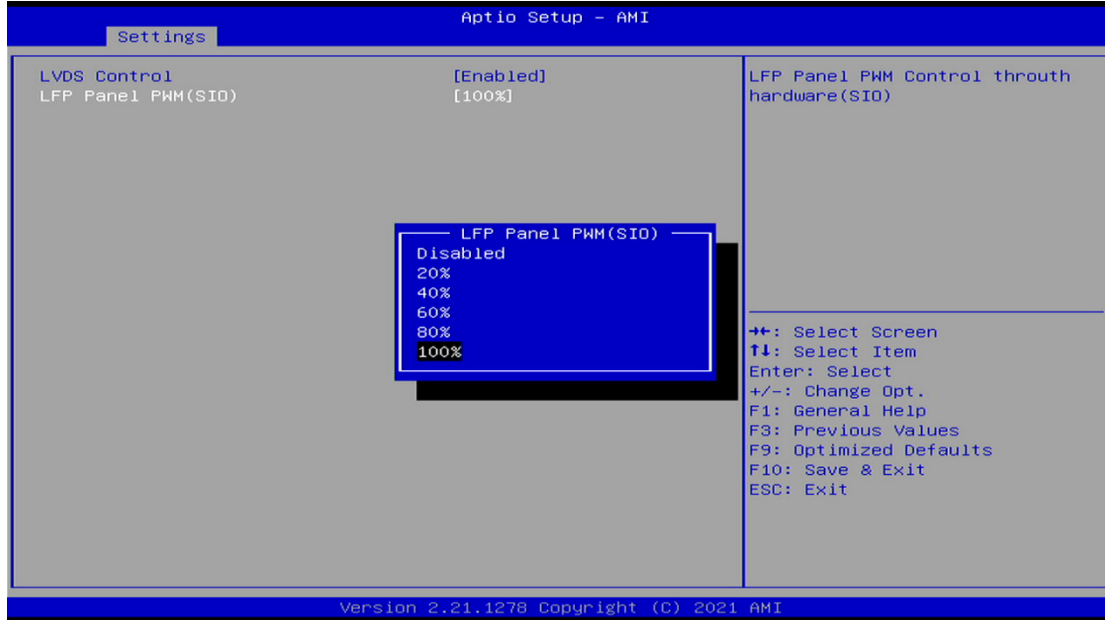 Aptio Setup - AMI
Settings
LVDS Control [Enabled]
LFP Panel PWM(SIO) [100%]
LFP Panel PWM Control throuth
hardware(SIO)
LFP Panel PWM(SIO)
Disabled
20%
40%
60%
80%
100%
→←: Select Screen
↑↓: Select Item
Enter: Select
+/-: Change Opt.
F1: General Help
F3: Previous Values
F9: Optimized Defaults
F10: Save & Exit
ESC: Exit
Version 2.21.1278 Copyright (C) 2021 AMI